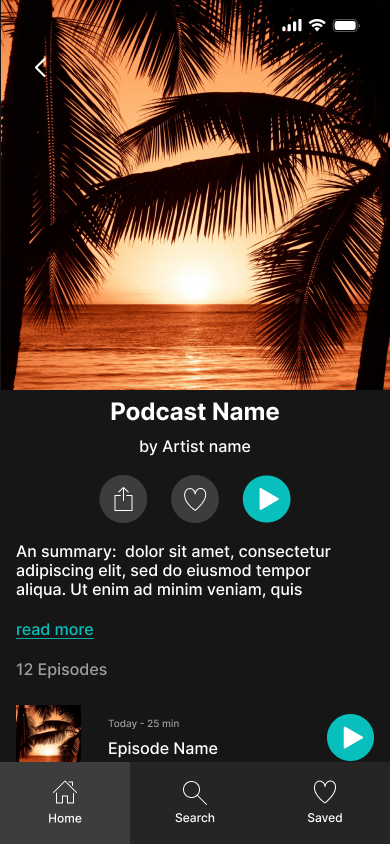 Podcast Name
by Artist name
An summary:  dolor sit amet, consectetur
adipiscing elit, sed do eiusmod tempor
aliqua. Ut enim ad minim veniam, quis
read more
12 Episodes
Today - 25 min
Episode Name
Home
Search
Saved